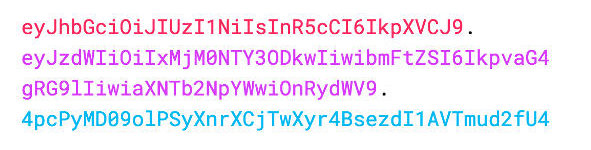 eyJhbGciOiJIUzI1NiIsInR5cCI6IkpXVCJ9.
eyJzdWIiOiIxMjM0NTY3ODkwIiwibmFtZSI6IkpvaG4
gRG9lIiwiaXNTb2NpYWwiOnRydWV9.
4pcPyMD09olPSyXnrXCjTwXyr4BsezdI1AVTmud2fU4